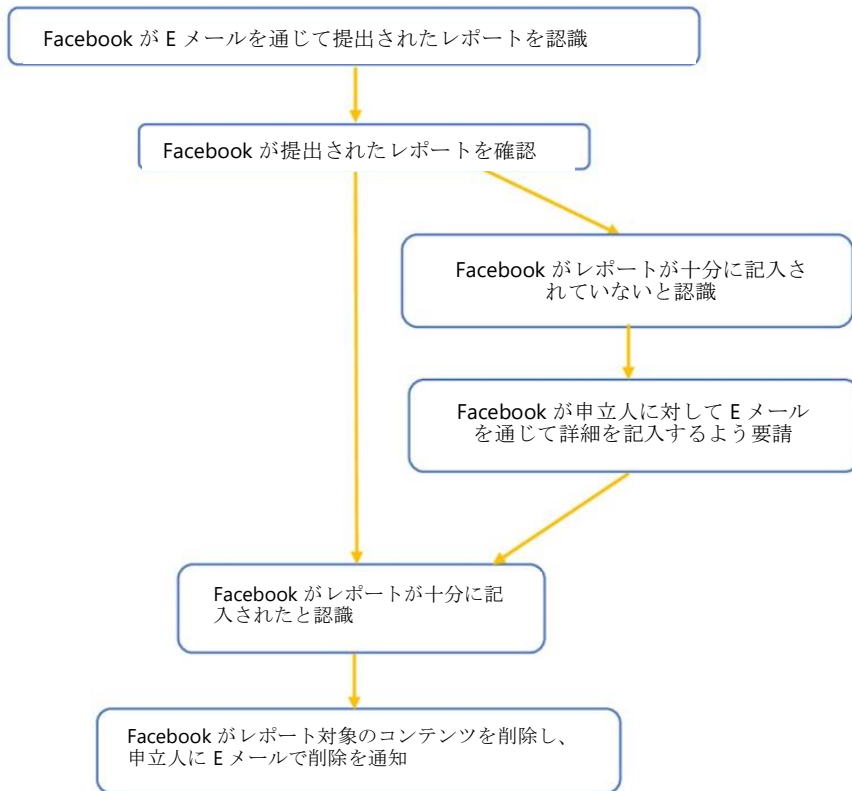 Facebook が E メールを通じて提出されたレポートを認識
Facebook が提出されたレポートを確認
Facebook がレポートが十分に記入さ
れていないと認識
Facebook が申立人に対して E メール
を通じて詳細を記入するよう要請
Facebook がレポートが十分に記
入されたと認識
Facebook がレポート対象のコンテンツを削除し、
申立人に E メールで削除を通知